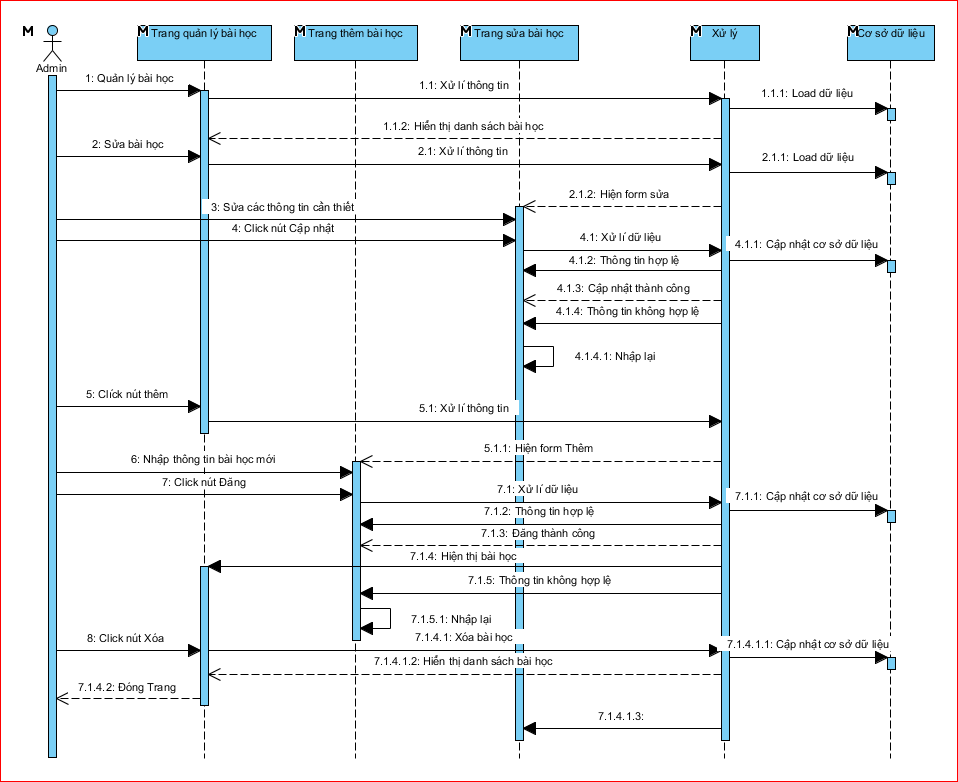 M
Admin
M Trang quản lý bài học
M Trang thêm bài học
M Trang sửa bài học
M Xử lý
M Cơ sở dữ liệu
1: Quản lý bài học
1.1: Xử lí thông tin
1.1.1: Load dữ liệu
1.1.2: Hiển thị danh sách bài học
2: Sửa bài học
2.1: Xử lí thông tin
2.1.1: Load dữ liệu
2.1.2: Hiện form sửa
3: Sửa các thông tin cần thiết
4: Click nút Cập nhật
4.1: Xử lí dữ liệu
4.1.1: Cập nhật cơ sở dữ liệu
4.1.2: Thông tin hợp lệ
4.1.3: Cập nhật thành công
4.1.4: Thông tin không hợp lệ
4.1.4.1: Nhập lại
5: Clíck nút thêm
5.1: Xử lí thông tin
5.1.1: Hiện form Thêm
6: Nhập thông tin bài học mới
7: Click nút Đăng
7.1: Xử lí dữ liệu
7.1.1: Cập nhật cơ sở dữ liệu
7.1.2: Thông tin hợp lệ
7.1.3: Đăng thành công
7.1.4: Hiện thị bài học
7.1.5: Thông tin không hợp lệ
7.1.5.1: Nhập lại
8: Click nút Xóa
7.1.4.1: Xóa bài học
7.1.4.1.1: Cập nhật cơ sở dữ liệu
7.1.4.1.2: Hiển thị danh sách bài học
7.1.4.2: Đóng Trang
7.1.4.1.3: